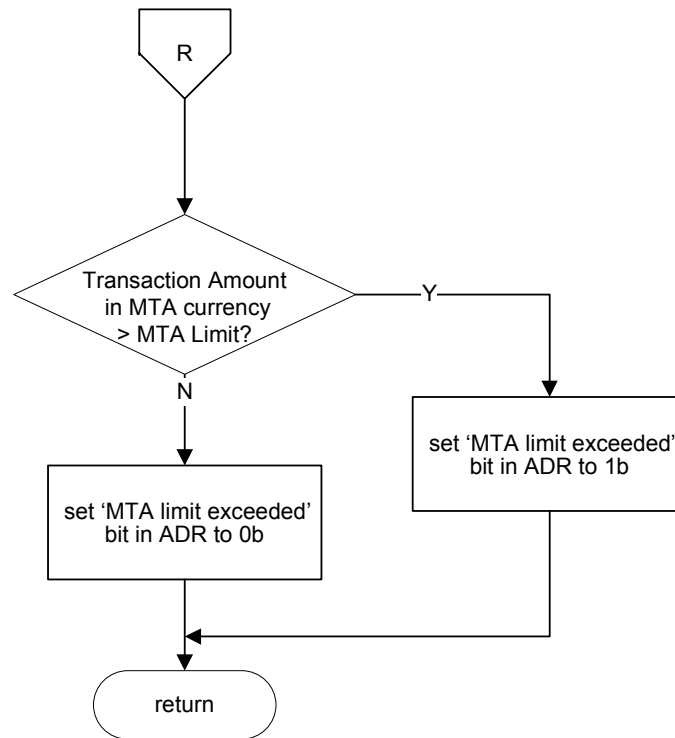 R
Transaction Amount
in MTA currency
> MTA Limit?
Y
N
set ‘MTA limit exceeded’
bit in ADR to 1b
set ‘MTA limit exceeded’
bit in ADR to 0b
return